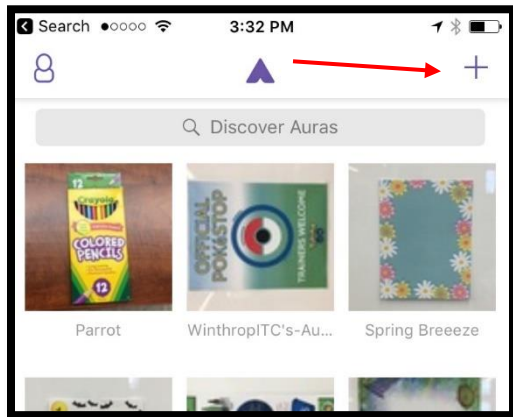 Search 3:32 PM
Discover Auras
12
Crayola
COLORED
PENCILS
12
OFFICIAL
POKÉSTOP
TRAINERS WELCOME
GO
Parrot WinthropITC's-Au... Spring Breeeze